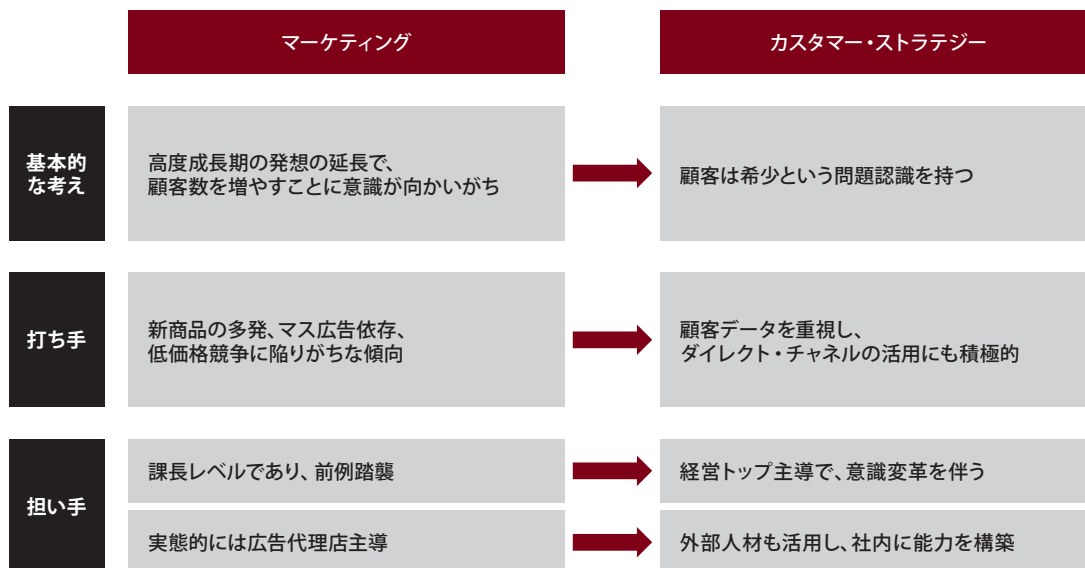 マーケティング
カスタマー・ストラテジー
基本的
な考え
高度成長期の発想の延長で、
顧客数を増やすことに意識が向かいがち
顧客は希少という問題認識を持つ
打ち手
新商品の多発、マス広告依存、
低価格競争に陥りがちな傾向
顧客データを重視し、
ダイレクト・チャネルの活用にも積極的
担い手
課長レベルであり、前例踏襲
経営トップ主導で、意識変革を伴う
実態的には広告代理店主導
外部人材も活用し、社内に能力を構築